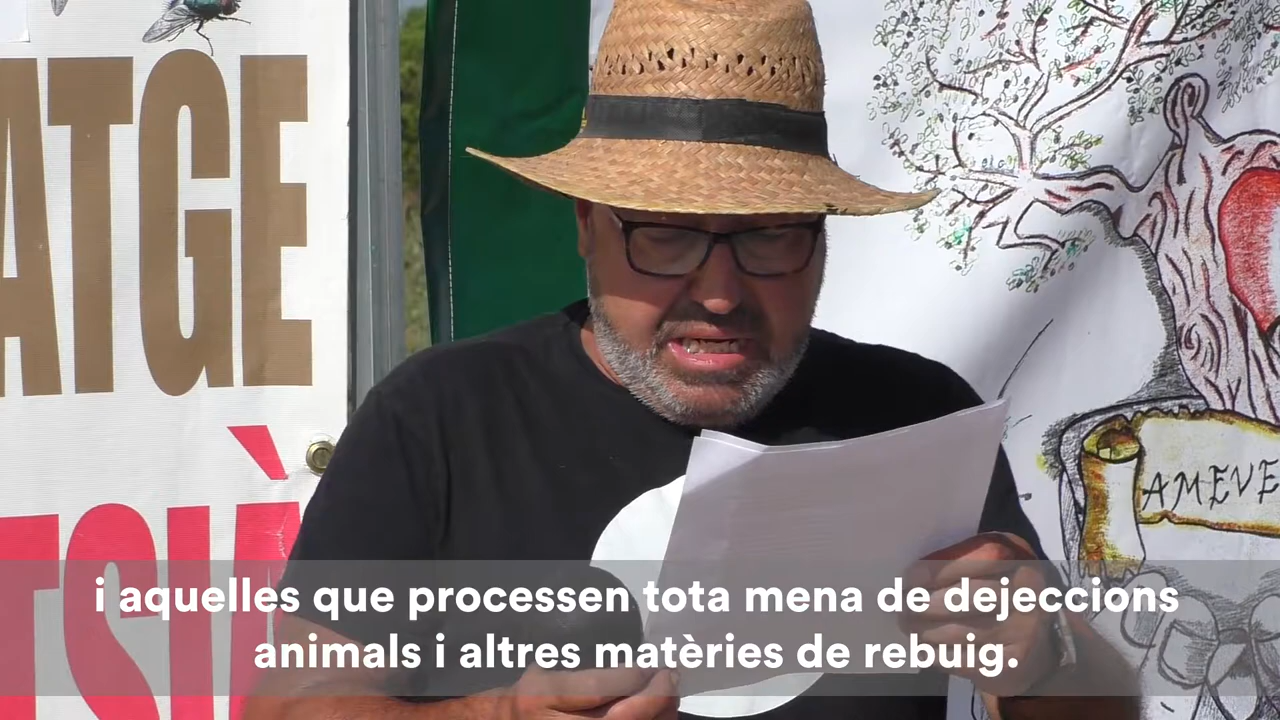 ATGE
TSIÀ
AMEVE
i aquelles que processen tota mena de dejeccions
animals i altres matèries de rebuig.